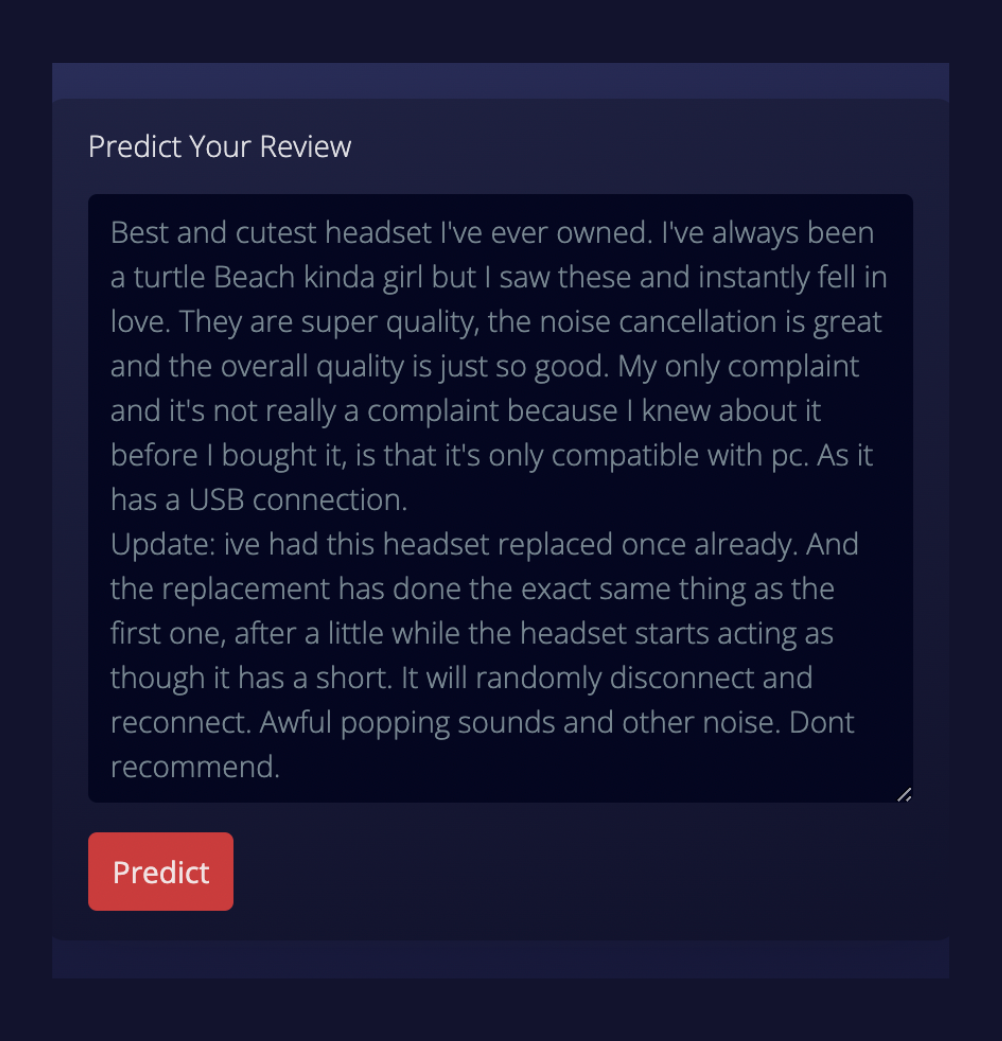 Predict Your Review
Best and cutest headset I've ever owned. I've always been
a turtle Beach kinda girl but I saw these and instantly fell in
love. They are super quality, the noise cancellation is great
and the overall quality is just so good. My only complaint
and it's not really a complaint because I knew about it
before I bought it, is that it's only compatible with pc. As it
has a USB connection.
Update: ive had this headset replaced once already. And
the replacement has done the exact same thing as the
first one, after a little while the headset starts acting as
though it has a short. It will randomly disconnect and
reconnect. Awful popping sounds and other noise. Dont
recommend.
Predict